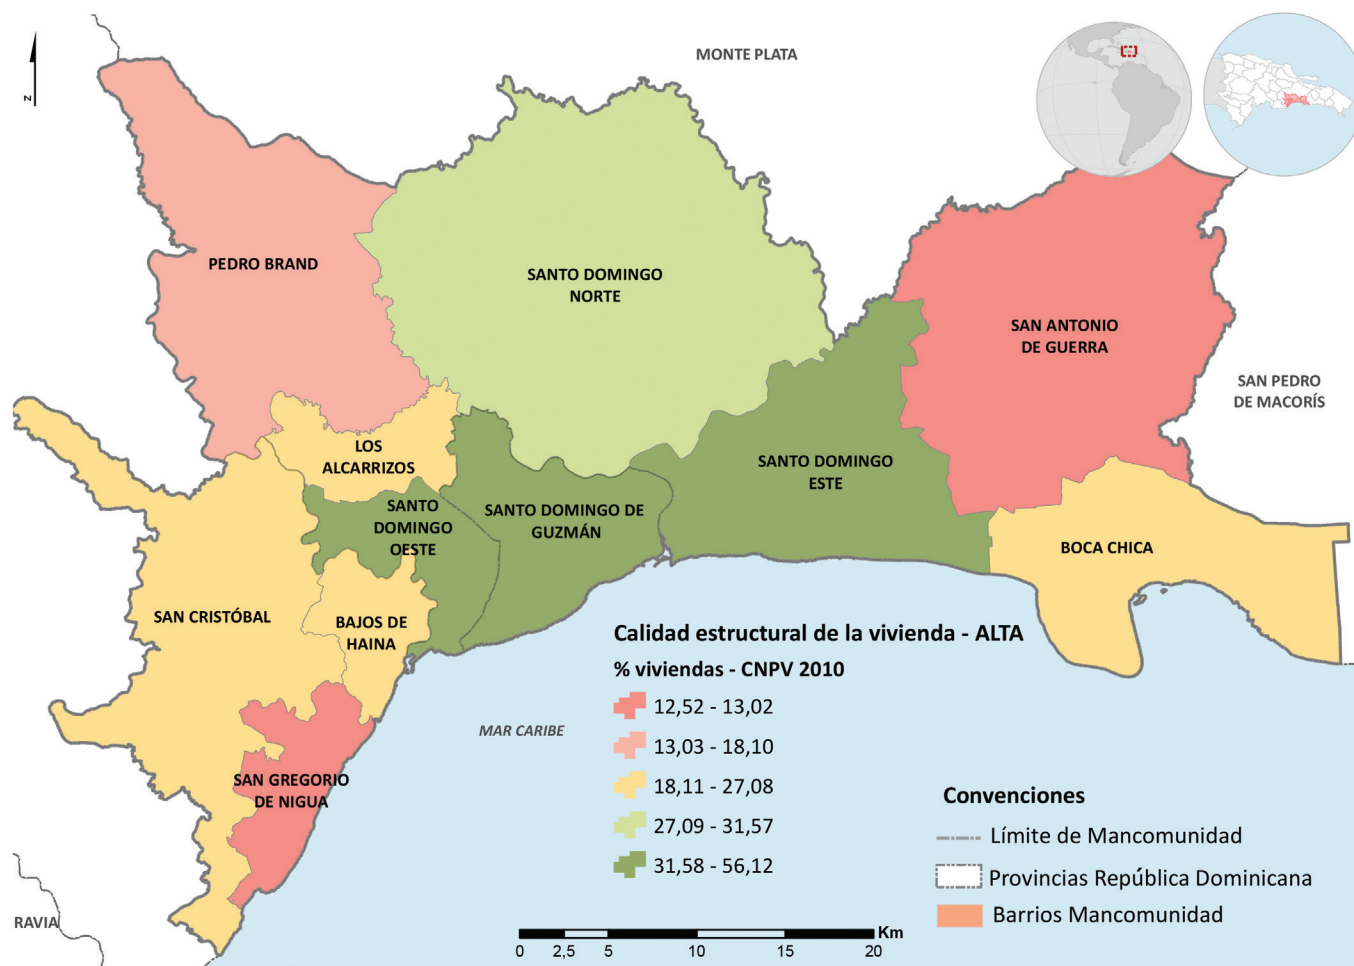 MONTE PLATA
N
PEDRO BRAND
SANTO DOMINGO
NORTE
SAN ANTONIO
DE GUERRA
SAN PEDRO
DE MACORÍS
LOS
ALCARRIZOS
SANTO DOMINGO
ESTE
SANTO
DOMINGO
OESTE
SANTO DOMINGO DE
GUZMÁN
BOCA CHICA
SAN CRISTÓBAL
BAJOS DE
HAINA
SAN GREGORIO
DE NIGUA
MAR CARIBE
RAVIA
Calidad estructural de la vivienda - ALTA
% viviendas - CNPV 2010
12,52 - 13,02
13,03 - 18,10
18,11 - 27,08
27,09 - 31,57
31,58 - 56,12
Convenciones
Límite de Mancomunidad
Provincias República Dominicana
Barrios Mancomunidad
Km
0 2,5 5 10 15 20